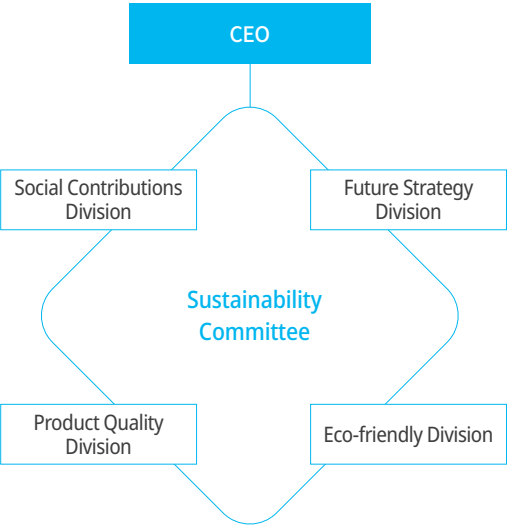 CEO
Social Contributions
Division
Future Strategy
Division
Sustainability
Committee
Product Quality
Division
Eco-friendly Division